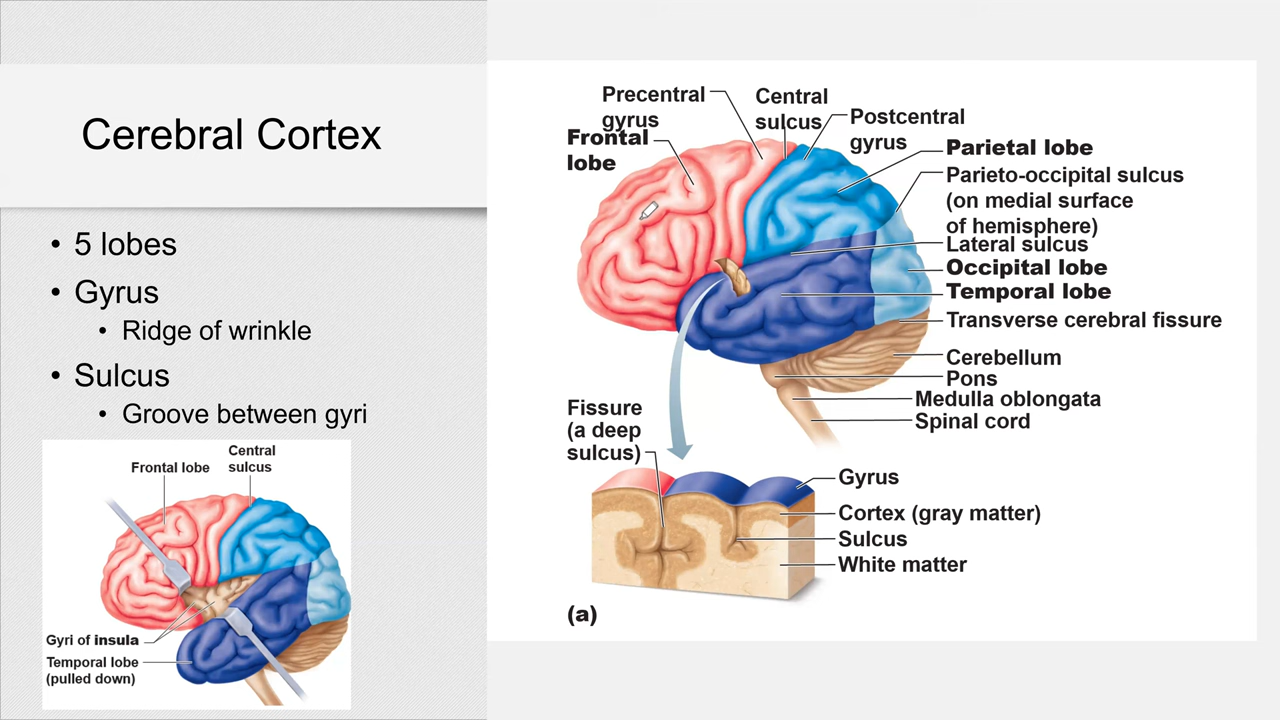 Cerebral Cortex
• 5 lobes
• Gyrus
• Ridge of wrinkle
• Sulcus
• Groove between gyri
Frontal lobe
Central
sulcus
Gyri of insula
Temporal lobe
(pulled down)
Precentral
gyrus
Central
sulcus
Postcentral
gyrus
Frontal
lobe
Parietal lobe
Parieto-occipital sulcus
(on medial surface
of hemisphere)
Lateral sulcus
Occipital lobe
Temporal lobe
Transverse cerebral fissure
Cerebellum
Pons
Medulla oblongata
Spinal cord
Fissure
(a deep
sulcus)
Gyrus
Cortex (gray matter)
Sulcus
White matter
(a)